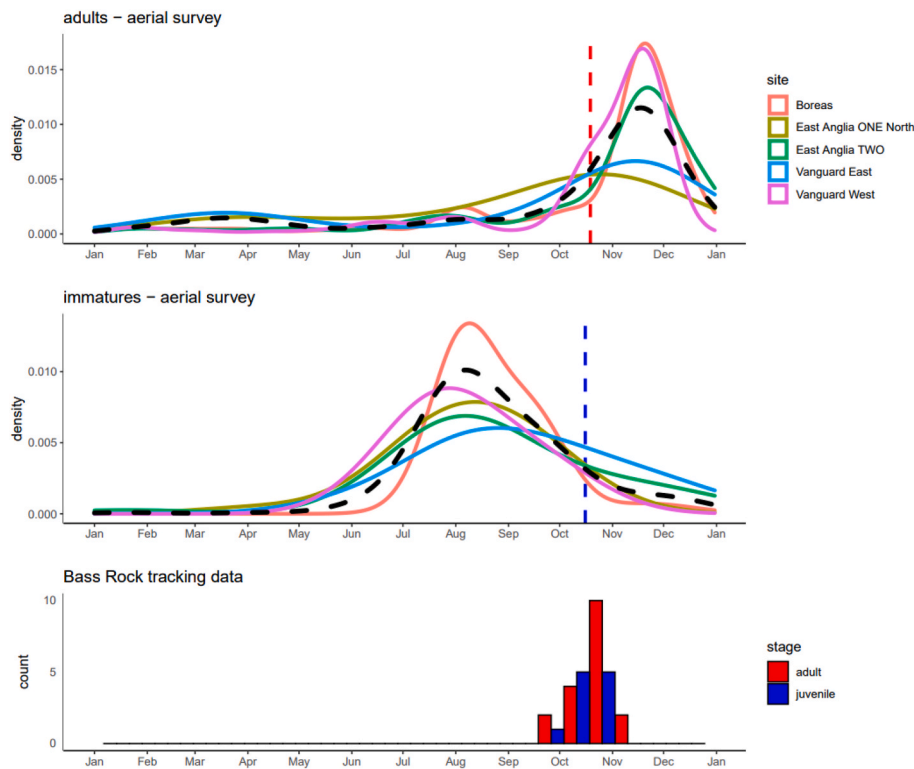 adults – aerial survey
0.015
0.010
0.005
0.000
density
Jan Feb Mar Apr May Jun Jul Aug Sep Oct Nov Dec Jan
site
Boreas
East Anglia ONE North
East Anglia TWO
Vanguard East
Vanguard West
immatures – aerial survey
0.010
0.005
0.000
density
Jan Feb Mar Apr May Jun Jul Aug Sep Oct Nov Dec Jan
Bass Rock tracking data
10
5
0
count
Jan Feb Mar Apr May Jun Jul Aug Sep Oct Nov Dec Jan
stage
adult
juvenile